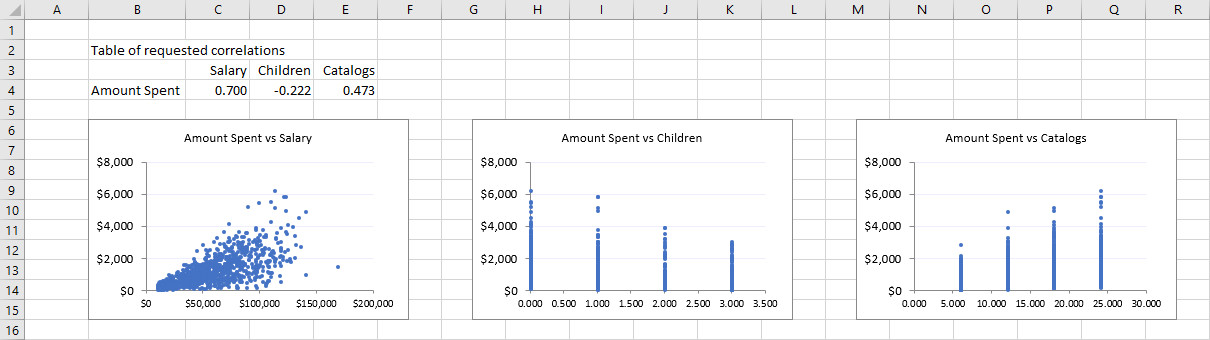 A B C D E F G H I J K L M N O P Q R
1
2 Table of requested correlations
3 Salary Children Catalogs
4 Amount Spent 0.700 -0.222 0.473
5
6
7
8
9
10
11
12
13
14
15
16
Amount Spent vs Salary
$8,000
$6,000
$4,000
$2,000
$0
$0 $50,000 $100,000 $150,000 $200,000
Amount Spent vs Children
$8,000
$6,000
$4,000
$2,000
$0
0.000 0.500 1.000 1.500 2.000 2.500 3.000 3.500
Amount Spent vs Catalogs
$8,000
$6,000
$4,000
$2,000
$0
0.000 5.000 10.000 15.000 20.000 25.000 30.000